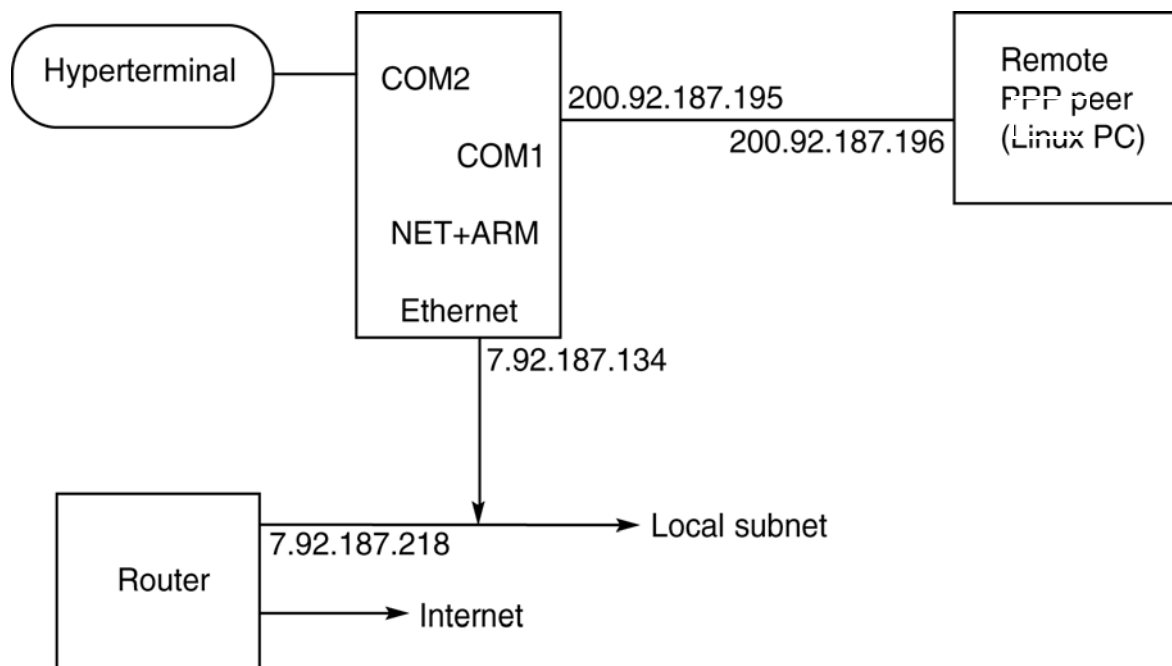 Hyperterminal
COM2
COM1
NET+ARM
Ethernet
200.92.187.195
200.92.187.196
Remote
PPP peer
(Linux PC)
7.92.187.134
Router
7.92.187.218
Local subnet
Internet